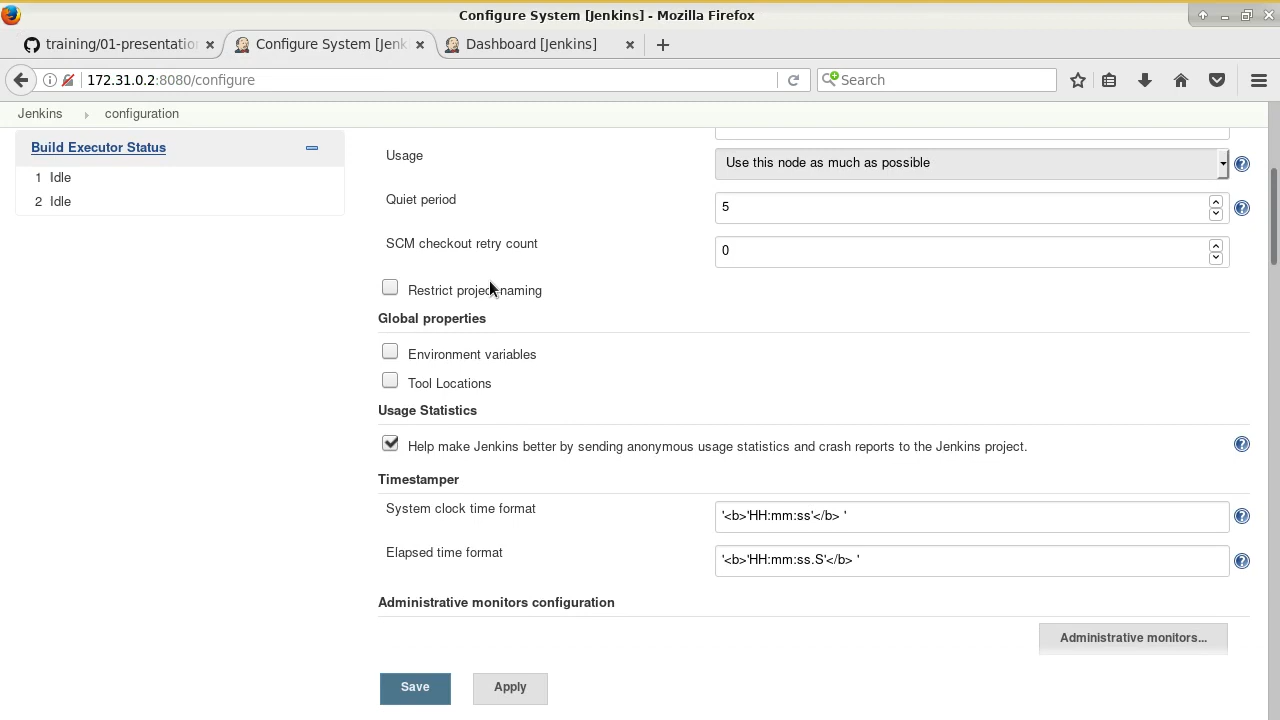 Configure System [Jenkins] - Mozilla Firefox
training/01-presentatio
Configure System [Jenk
Dashboard [Jenkins]
172.31.0.2:8080/configure
Search
Jenkins
configuration
Build Executor Status
1 Idle
2 Idle
Usage
Use this node as much as possible
Quiet period
5
SCM checkout retry count
0
Restrict project naming
Global properties
Environment variables
Tool Locations
Usage Statistics
Help make Jenkins better by sending anonymous usage statistics and crash reports to the Jenkins project.
Timestamper
System clock time format
'<b>'HH:mm:ss'</b> '
Elapsed time format
'<b>'HH:mm:ss.S'</b> '
Administrative monitors configuration
Administrative monitors...
Save
Apply